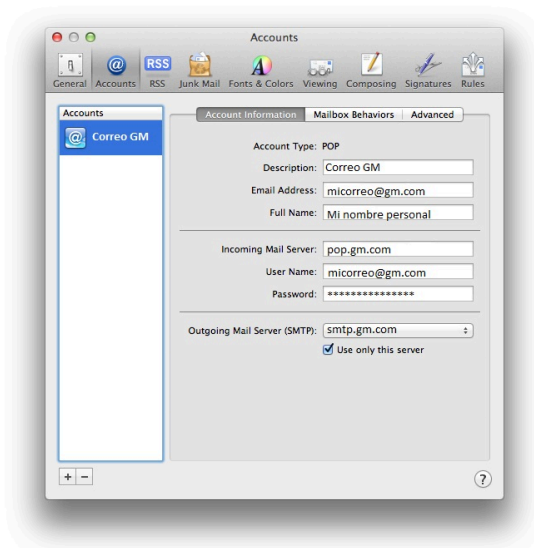 Accounts
General Accounts RSS Junk Mail Fonts & Colors Viewing Composing Signatures Rules
RSS
Accounts
Correo GM
Account Information Mailbox Behaviors Advanced
Account Type: POP
Description: Correo GM
Email Address: micorreo@gm.com
Full Name: Mi nombre personal
Incoming Mail Server: pop.gm.com
User Name: micorreo@gm.com
Password: ***************
Outgoing Mail Server (SMTP): smtp.gm.com
Use only this server
+ − ?